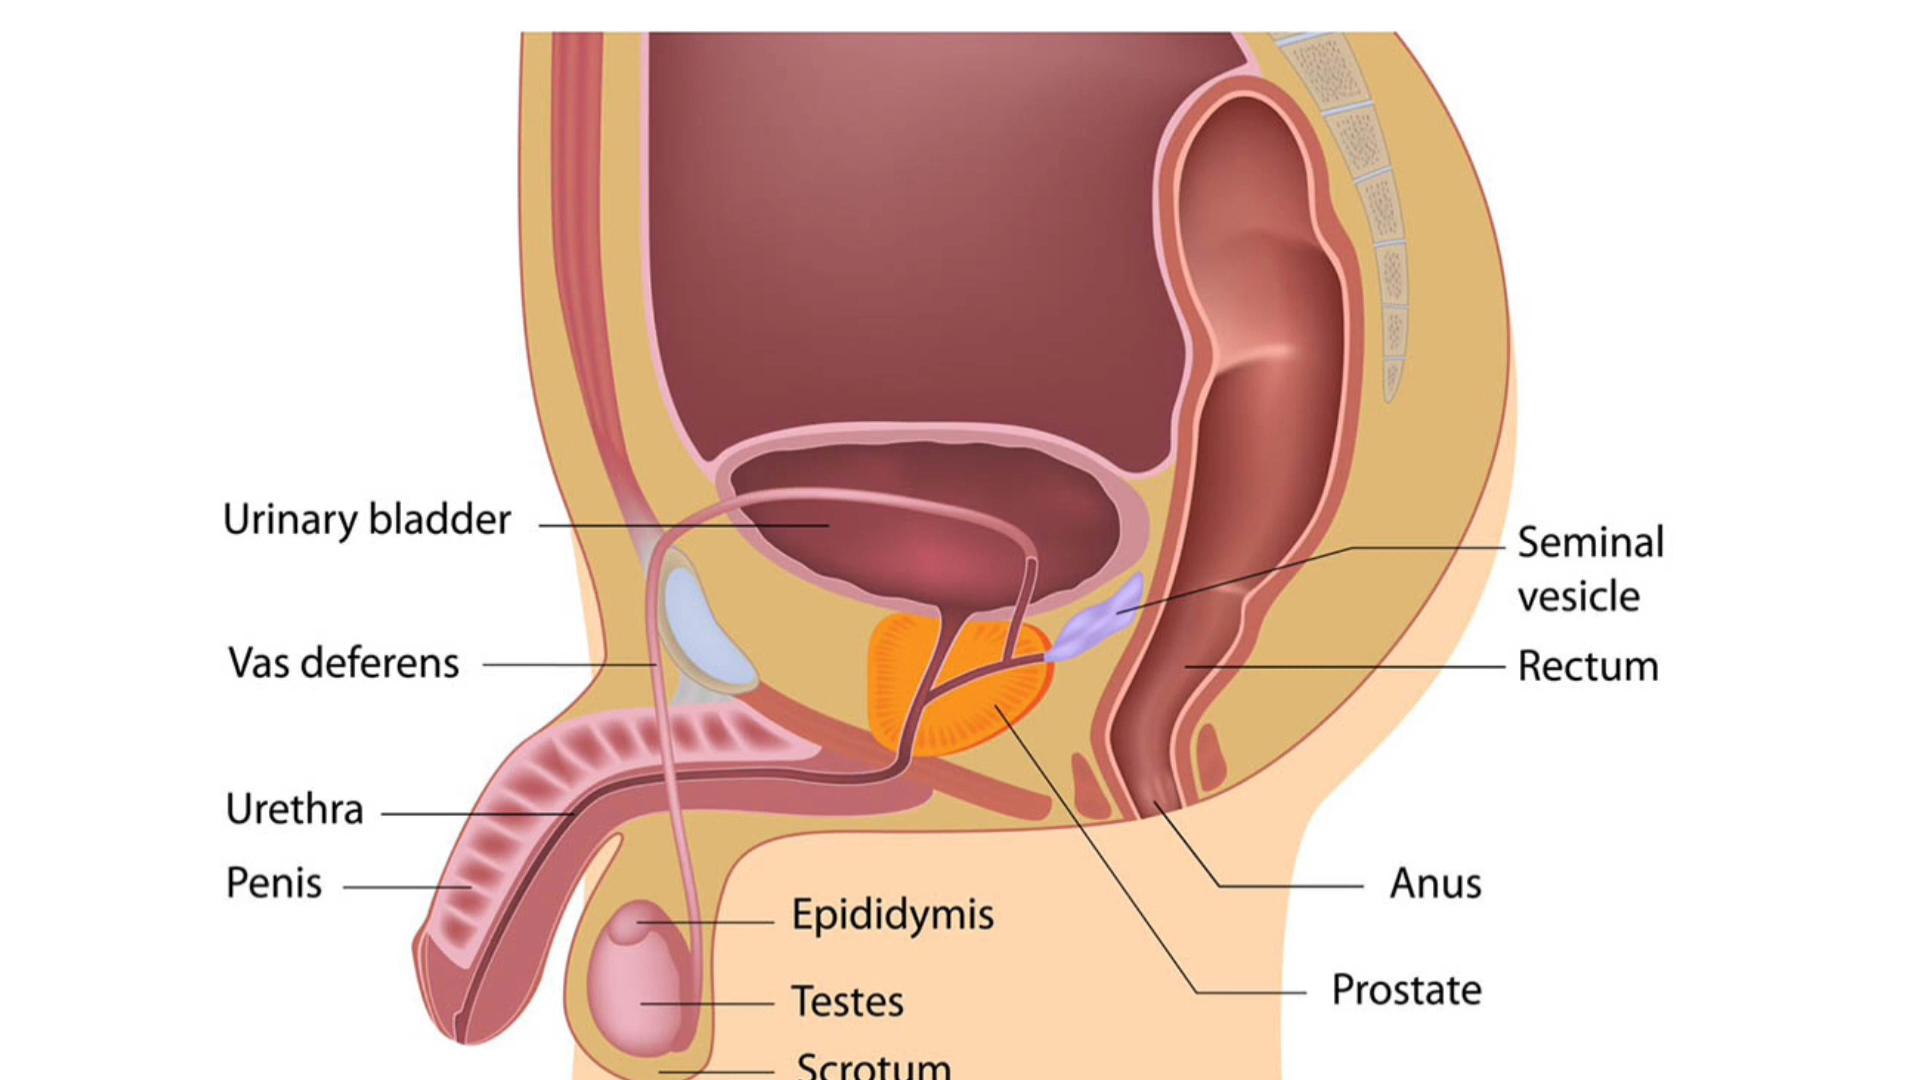 Urinary bladder
Vas deferens
Urethra
Penis
Epididymis
Testes
Scrotum
Seminal
vesicle
Rectum
Anus
Prostate